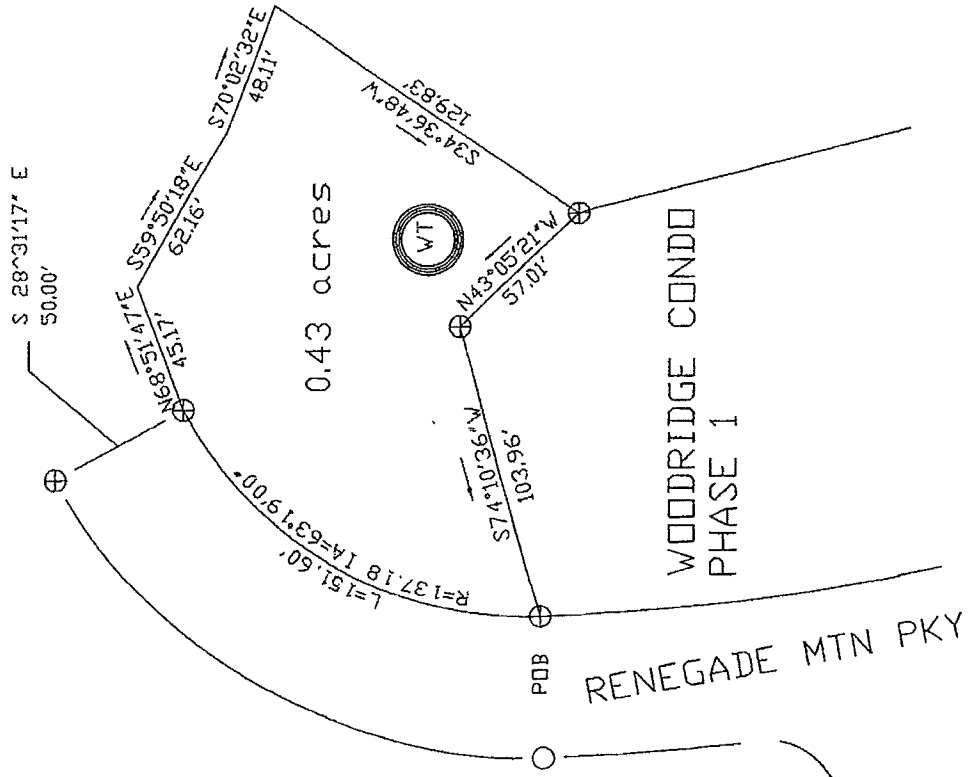 S 28^31'17" E
50.00'
N68°51'47"E
45.17'
S59°50'18"E
62.16'
S70°02'32"E
48.11'
S34°36'48"W
129.83'
0.43 acres
WT
N43°05'21"W
57.01'
S74°10'36"W
103.96'
R=137.18 IA=63°19'00"
L=151.60'
WOODRIDGE CONDO
PHASE 1
POB
RENEGADE MTN PKY